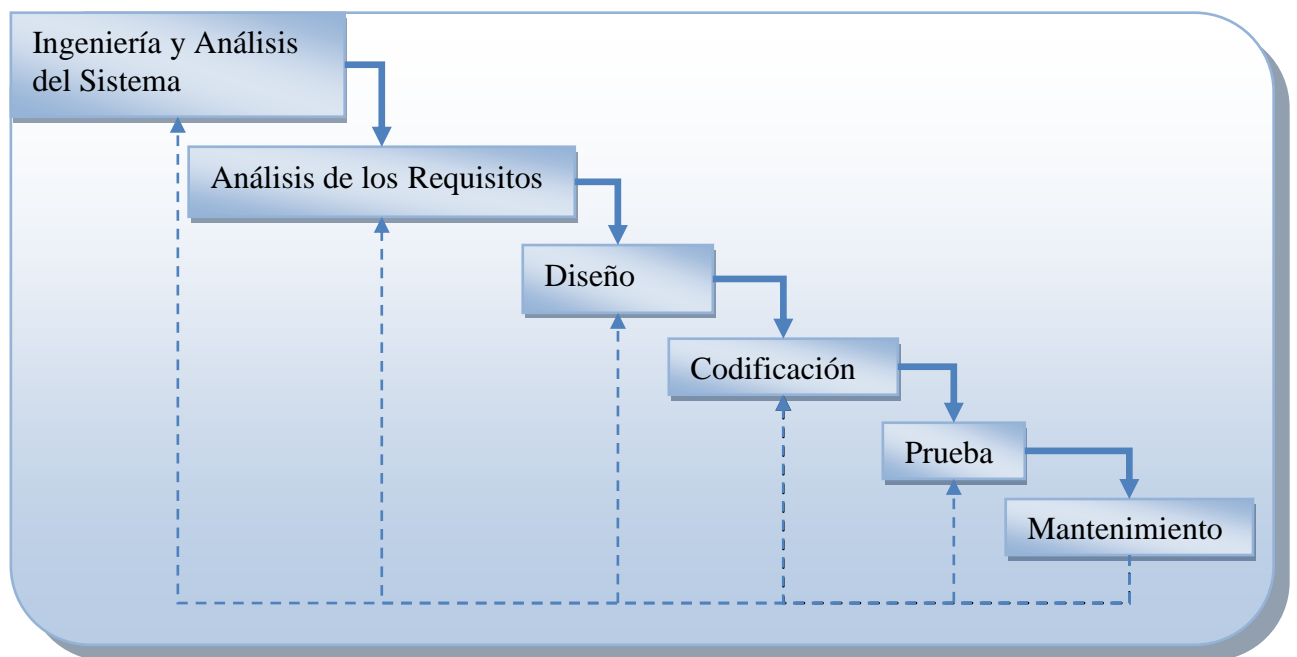 Ingeniería y Análisis
del Sistema
Análisis de los Requisitos
Diseño
Codificación
Prueba
Mantenimiento